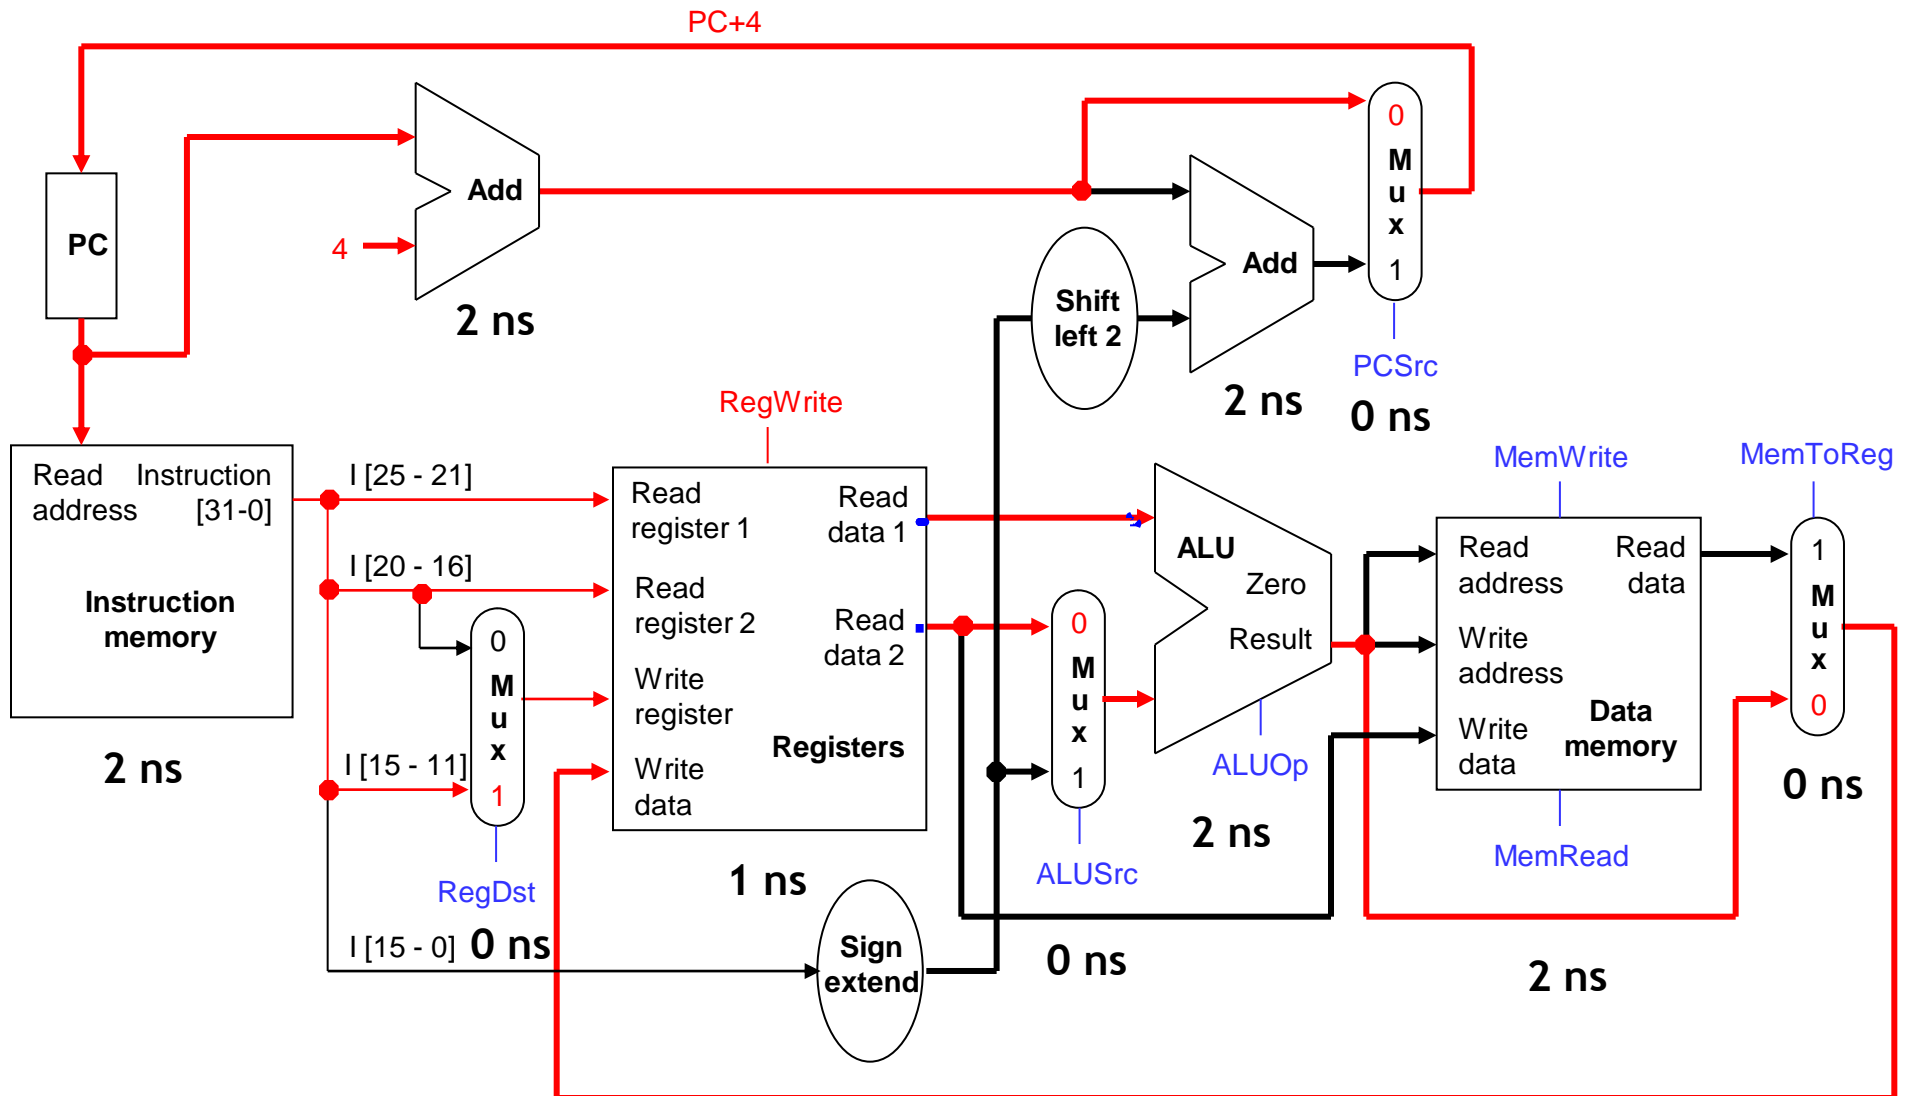 PC+4
0
M
u
x
1
Add
PC
4
Add
Shift
left 2
2 ns
PCSrc
2 ns
0 ns
RegWrite
MemWrite
MemToReg
Read
address
Instruction
[31-0]
Instruction
memory
2 ns
I [25 - 21]
I [20 - 16]
I [15 - 11]
I [15 - 0]
0
M
u
x
1
RegDst
0 ns
Read
register 1
Read
data 1
Read
register 2
Read
data 2
Write
register
Registers
Write
data
1 ns
Sign
extend
0
M
u
x
1
ALUSrc
0 ns
ALU
Zero
Result
ALUOp
2 ns
Read
address
Read
data
Write
address
Write
data
Data
memory
MemRead
2 ns
1
M
u
x
0
0 ns